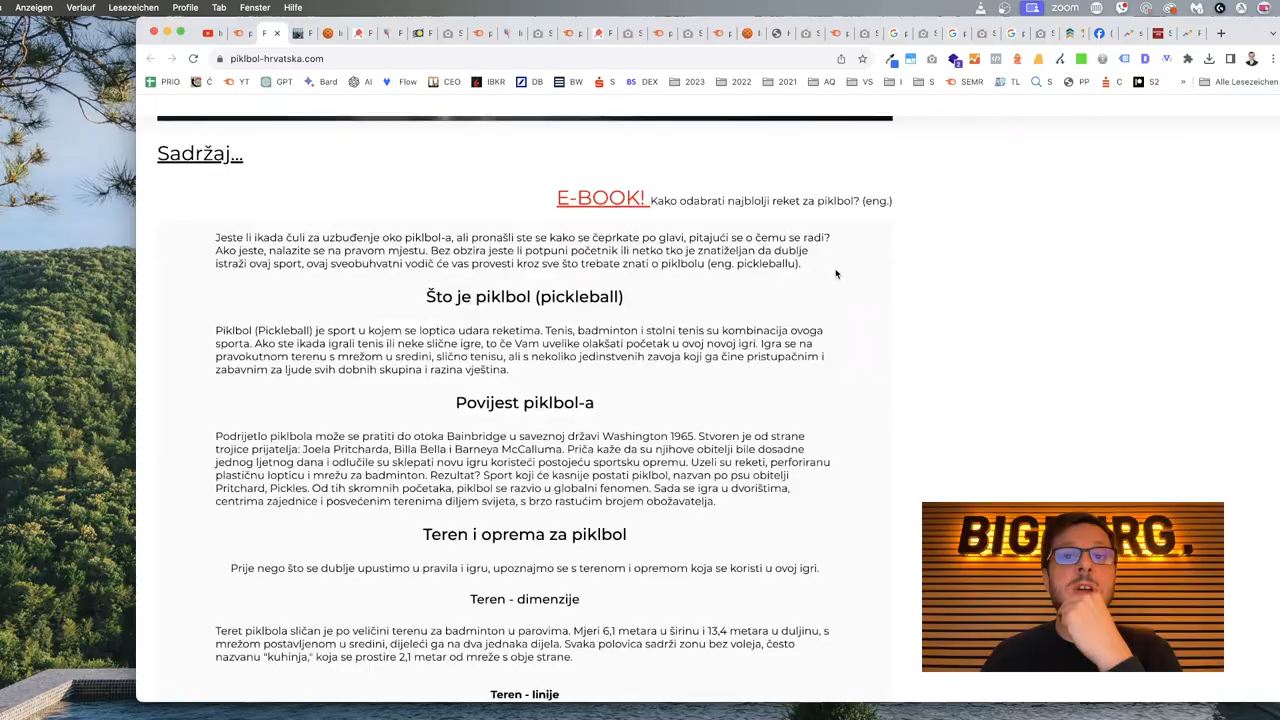 Anzeigen Verlauf Lesezeichen Profile Tab Fenster Hilfe zoom
piklbol-hrvatska.com
PRiO Ć YT GPT Bard AI Flow CEO IBKR DB BW S DEX 2023 2022 2021 AQ VS I S SEMR TL S PP C S2 » Alle Lesezeichen
Sadržaj...
E-BOOK! Kako odabrati najblolji reket za piklbol? (eng.)
Jeste li ikada čuli za uzbuđenje oko piklbol-a, ali pronašli ste se kako se čeprkate po glavi, pitajući se o čemu se radi?
Ako jeste, nalazite se na pravom mjestu. Bez obzira jeste li potpuni početnik ili netko tko je znatiželjan da dublje
istraži ovaj sport, ovaj sveobuhvatni vodič će vas provesti kroz sve što trebate znati o piklbolu (eng. pickleballu).
Što je piklbol (pickleball)
Piklbol (Pickleball) je sport u kojem se loptica udara reketima. Tenis, badminton i stolni tenis su kombinacija ovoga
sporta. Ako ste ikada igrali tenis ili neke slične igre, to če Vam uvelike olakšati početak u ovoj novoj igri. Igra se na
pravokutnom terenu s mrežom u sredini, slično tenisu, ali s nekoliko jedinstvenih zavoja koji ga čine pristupačnim i
zabavnim za ljude svih dobnih skupina i razina vještina.
Povijest piklbol-a
Podrijetlo piklbola može se pratiti do otoka Bainbridge u saveznoj državi Washington 1965. Stvoren je od strane
trojice prijatelja: Joela Pritcharda, Billa Bella i Barneya McCalluma. Priča kaže da su njihove obitelji bile dosadne
jednog ljetnog dana i odlučile su sklepati novu igru koristeći postojeću sportsku opremu. Uzeli su reketi, perforiranu
plastičnu lopticu i mrežu za badminton. Rezultat? Sport koji će kasnije postati piklbol, nazvan po psu obitelji
Pritchard, Pickles. Od tih skromnih početaka, piklbol se razvio u globalni fenomen. Sada se igra u dvorištima,
centrima zajednice i posvećenim terenima diljem svijeta, s brzo rastućim brojem obožavatelja.
Teren i oprema za piklbol
Prije nego što se dublje upustimo u pravila i igru, upoznajmo se s terenom i opremom koja se koristi u ovoj igri.
Teren - dimenzije
Teret piklbola sličan je po veličini terenu za badminton u parovima. Mjeri 6,1 metara u širinu i 13,4 metara u duljinu, s
mrežom postavljenom u sredini, dijeleći ga na dva jednaka dijela. Svaka polovica sadrži zonu bez voleja, često
nazvanu "kuhinja," koja se prostire 2,1 metar od mreže s obje strane.
Teren - linije